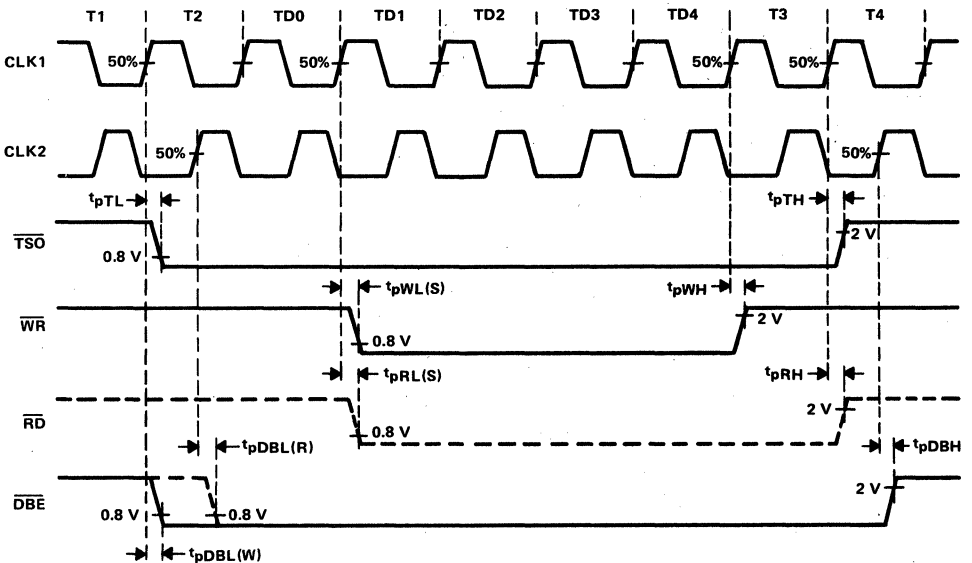 T1 T2 TD0 TD1 TD2 TD3 TD4 T3 T4
CLK1 50% 50% 50% 50%
CLK2 50% 50%
tpTL tpTH
TSO 0.8 V 2 V
tpWL(S) tpWH
WR 0.8 V 2 V
tpRL(S) tpRH
RD 0.8 V 2 V
tpDBL(R) tpDBH
DBE 0.8 V 0.8 V 2 V
tpDBL(W)